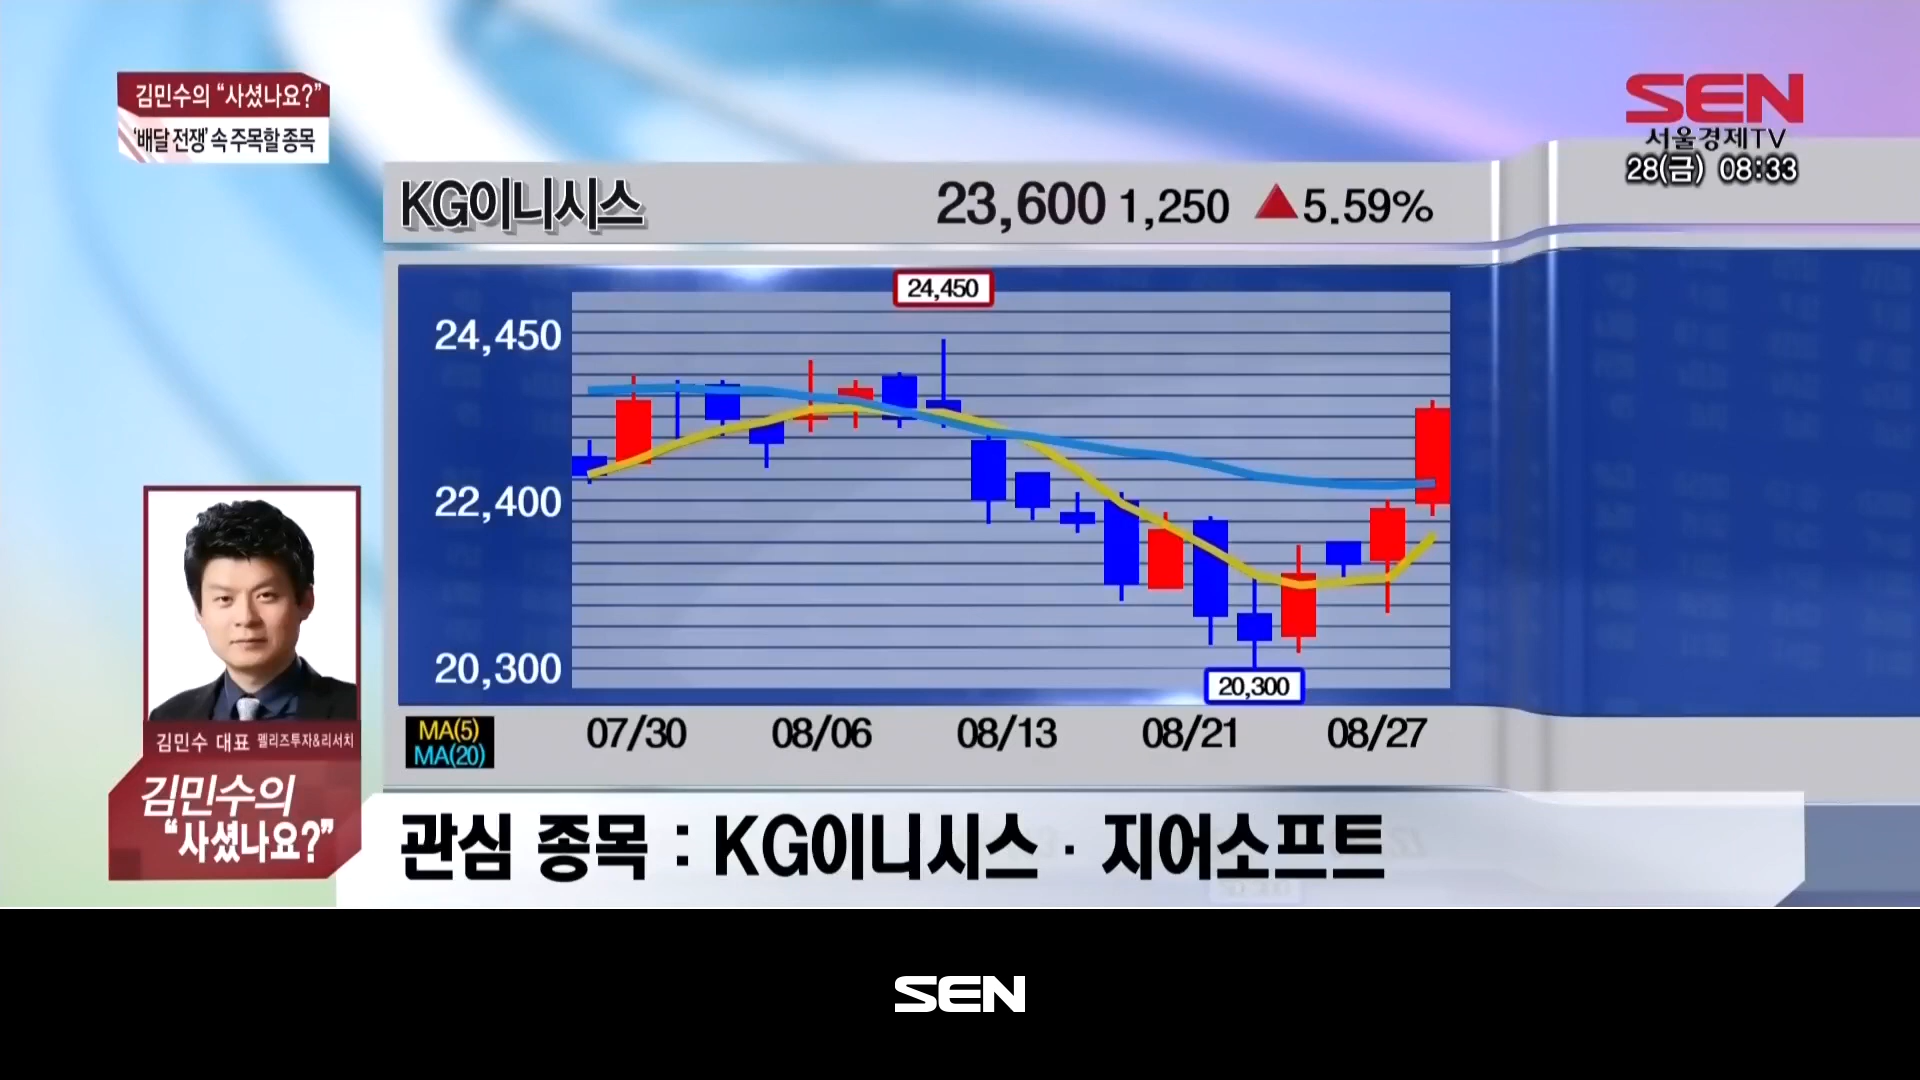 김민수의 “사셨나요?”
‘배달 전쟁’ 속 주목할 종목
SEN
서울경제TV
28(금) 08:33
KG이니시스 23,600 1,250 ▲5.59%
24,450
24,450
22,400
20,300
20,300
07/30 08/06 08/13 08/21 08/27
MA(5)
MA(20)
김민수 대표 펠리즈투자&리서치
김민수의
“사셨나요?”
관심 종목 : KG이니시스 · 지어소프트
SEN